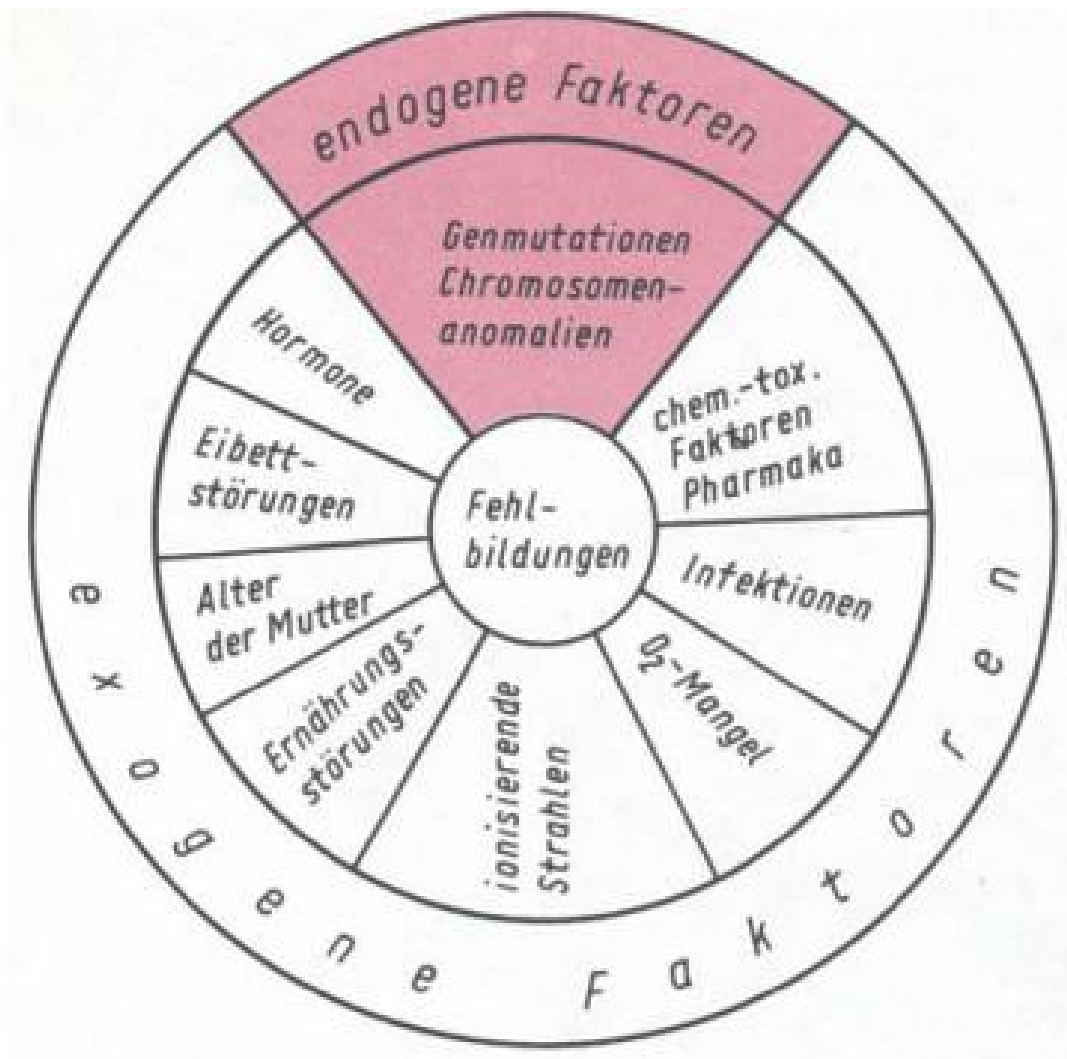 endogene Faktoren
Genmutationen
Chromosomen-
anomalien
chem.-tox.
Faktoren
Pharmaka
Infektionen
O₂-Mangel
ionisierende
Strahlen
Ernährungs-
störungen
Alter
der Mutter
Eibett-
störungen
Hormone
Fehl-
bildungen
exogene Faktoren